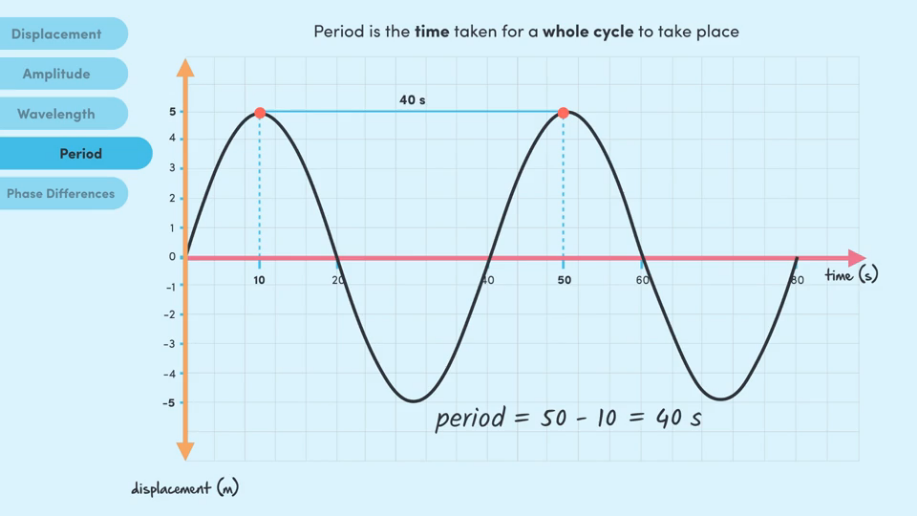 Period is the time taken for a whole cycle to take place
Displacement
Amplitude
Wavelength
Period
Phase Differences
40 s
5
4
3
2
1
0
-1
-2
-3
-4
-5
10
20
40
50
60
80
time (s)
period = 50 - 10 = 40 s
displacement (m)